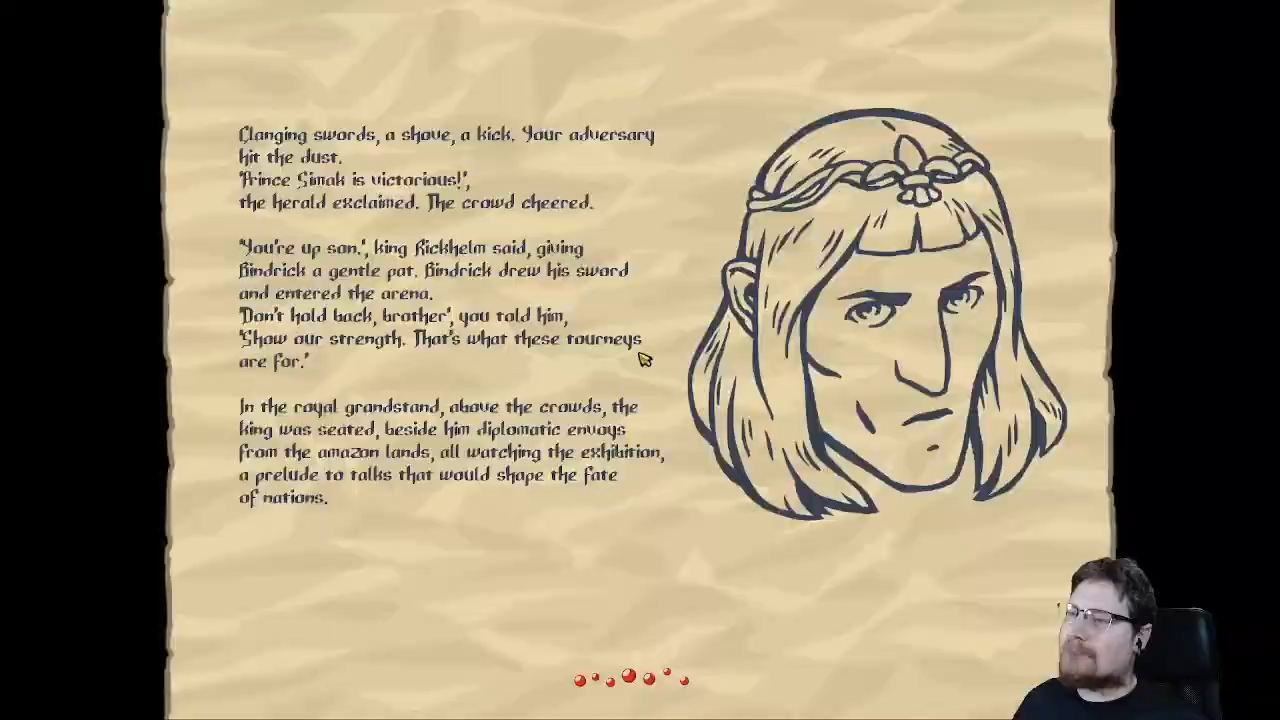 Clanging swords, a shove, a kick. Your adversary
hit the dust.
'Prince Simak is victorious!',
the herald exclaimed. The crowd cheered.
'You're up son.', king Rickhelm said, giving
Bindrick a gentle pat. Bindrick drew his sword
and entered the arena.
'Don't hold back, brother', you told him,
'Show our strength. That's what these tourneys
are for.'
In the royal grandstand, above the crowds, the
king was seated, beside him diplomatic envoys
from the amazon lands, all watching the exhibition,
a prelude to talks that would shape the fate
of nations.